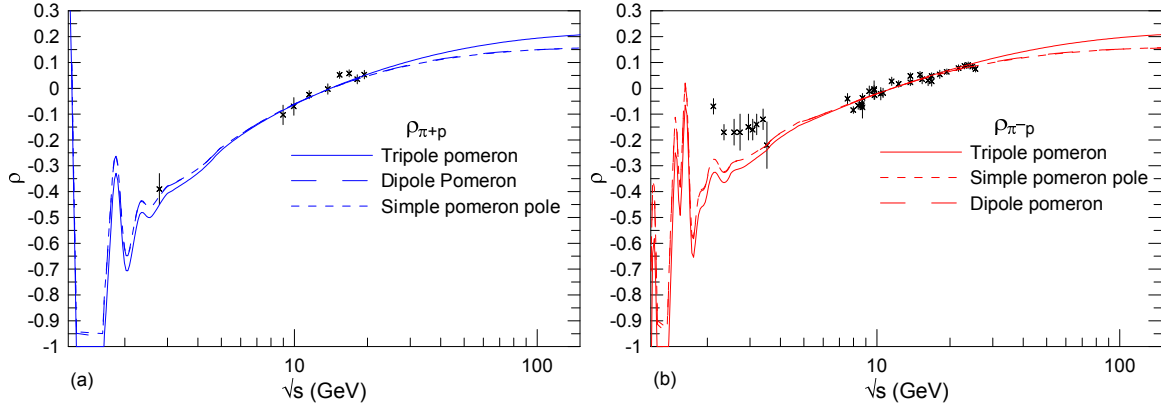 0.3
0.2
0.1
0
-0.1
-0.2
-0.3
-0.4
-0.5
-0.6
-0.7
-0.8
-0.9
-1
ρ
ρπ+p
Tripole pomeron
Dipole Pomeron
Simple pomeron pole
10
100
(a)
√s (GeV)
0.3
0.2
0.1
0
-0.1
-0.2
-0.3
-0.4
-0.5
-0.6
-0.7
-0.8
-0.9
-1
ρ
ρπ−p
Tripole pomeron
Simple pomeron pole
Dipole pomeron
10
100
(b)
√s (GeV)